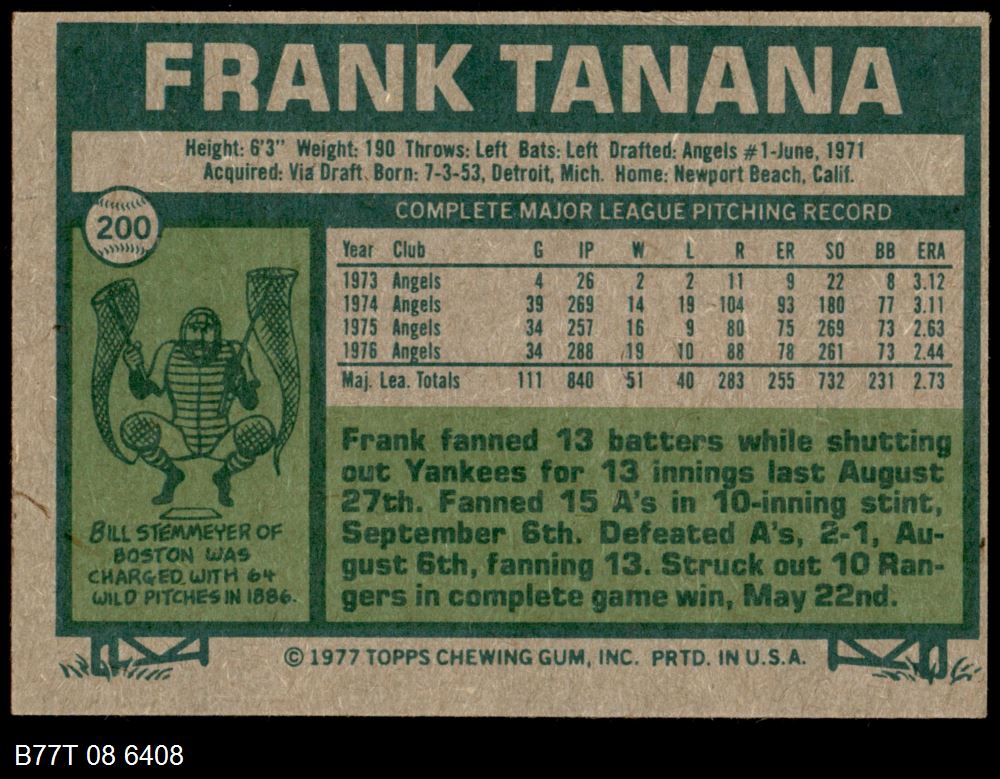 FRANK TANANA
Height: 6'3" Weight: 190 Throws: Left Bats: Left Drafted: Angels #1-June, 1971
Acquired: Via Draft Born: 7-3-53, Detroit, Mich. Home: Newport Beach, Calif.
200
COMPLETE MAJOR LEAGUE PITCHING RECORD
Year Club G IP W L R ER SO BB ERA
1973 Angels 4 26 2 2 11 9 22 8 3.12
1974 Angels 39 269 14 19 104 93 180 77 3.11
1975 Angels 34 257 16 9 80 75 269 73 2.63
1976 Angels 34 288 19 10 88 78 261 73 2.44
Maj. Lea. Totals 111 840 51 40 283 255 732 231 2.73
BILL STEMMEYER OF
BOSTON WAS
CHARGED WITH 64
WILD PITCHES IN 1886.
Frank fanned 13 batters while shutting
out Yankees for 13 innings last August
27th. Fanned 15 A's in 10-inning stint,
September 6th. Defeated A's, 2-1, Au-
gust 6th, fanning 13. Struck out 10 Ran-
gers in complete game win, May 22nd.
© 1977 TOPPS CHEWING GUM, INC. PRTD. IN U.S.A.
B77T 08 6408